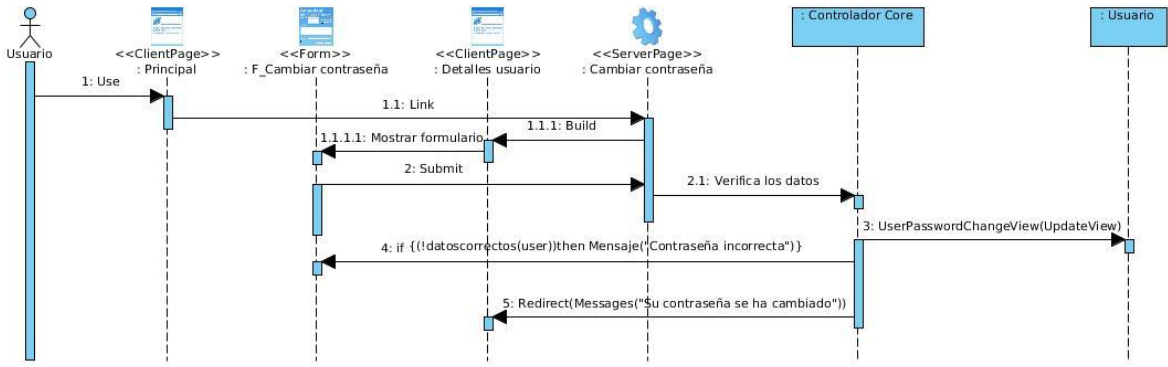 Usuario
<<ClientPage>>
: Principal
<<Form>>
: F_Cambiar contraseña
<<ClientPage>>
: Detalles usuario
<<ServerPage>>
: Cambiar contraseña
: Controlador Core
: Usuario
1: Use
1.1: Link
1.1.1: Build
1.1.1.1: Mostrar formulario
2: Submit
2.1: Verifica los datos
3: UserPasswordChangeView(UpdateView)
4: if {(!datoscorrectos(user))then Mensaje("Contraseña incorrecta")}
5: Redirect(Messages("Su contraseña se ha cambiado"))